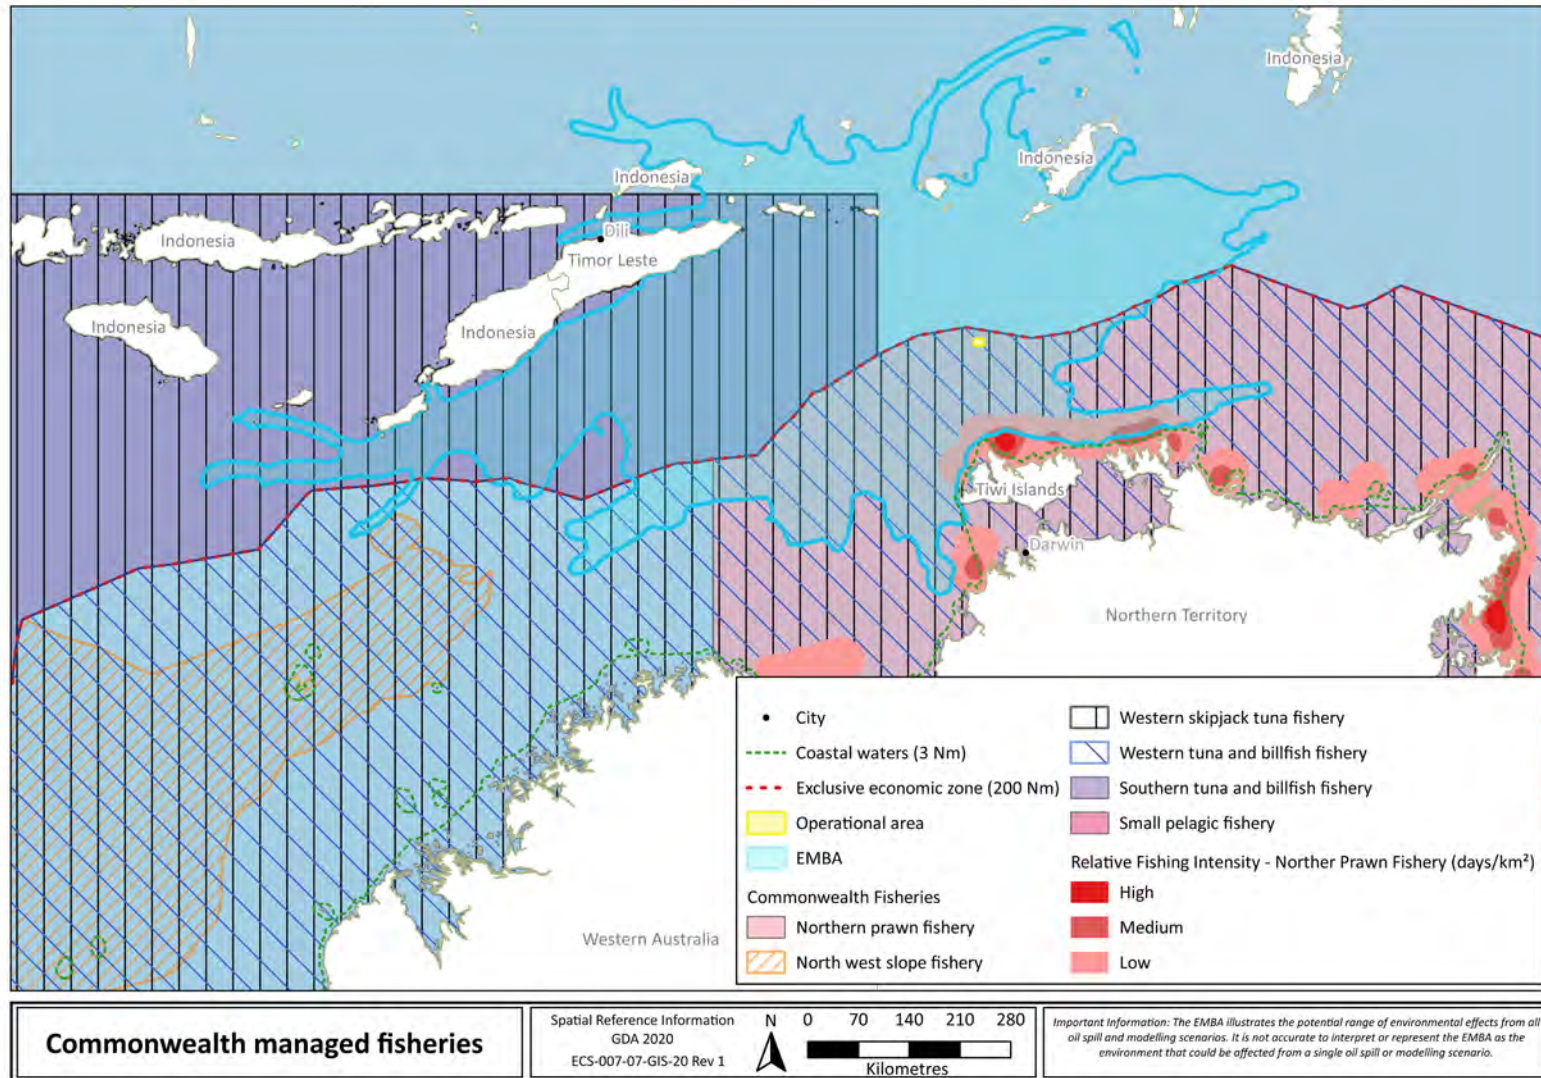 Indonesia
Indonesia
Indonesia
Indonesia
Dili
Timor Leste
Indonesia
Indonesia
Tiwi Islands
Darwin
Northern Territory
Western Australia
City
Coastal waters (3 Nm)
Exclusive economic zone (200 Nm)
Operational area
EMBA
Commonwealth Fisheries
Northern prawn fishery
North west slope fishery
Western skipjack tuna fishery
Western tuna and billfish fishery
Southern tuna and billfish fishery
Small pelagic fishery
Relative Fishing Intensity - Norther Prawn Fishery (days/km²)
High
Medium
Low
Commonwealth managed fisheries
Spatial Reference Information
GDA 2020
ECS-007-07-GIS-20 Rev 1
N
0 70 140 210 280
Kilometres
Important Information: The EMBA illustrates the potential range of environmental effects from all
oil spill and modelling scenarios. It is not accurate to interpret or represent the EMBA as the
environment that could be affected from a single oil spill or modelling scenario.